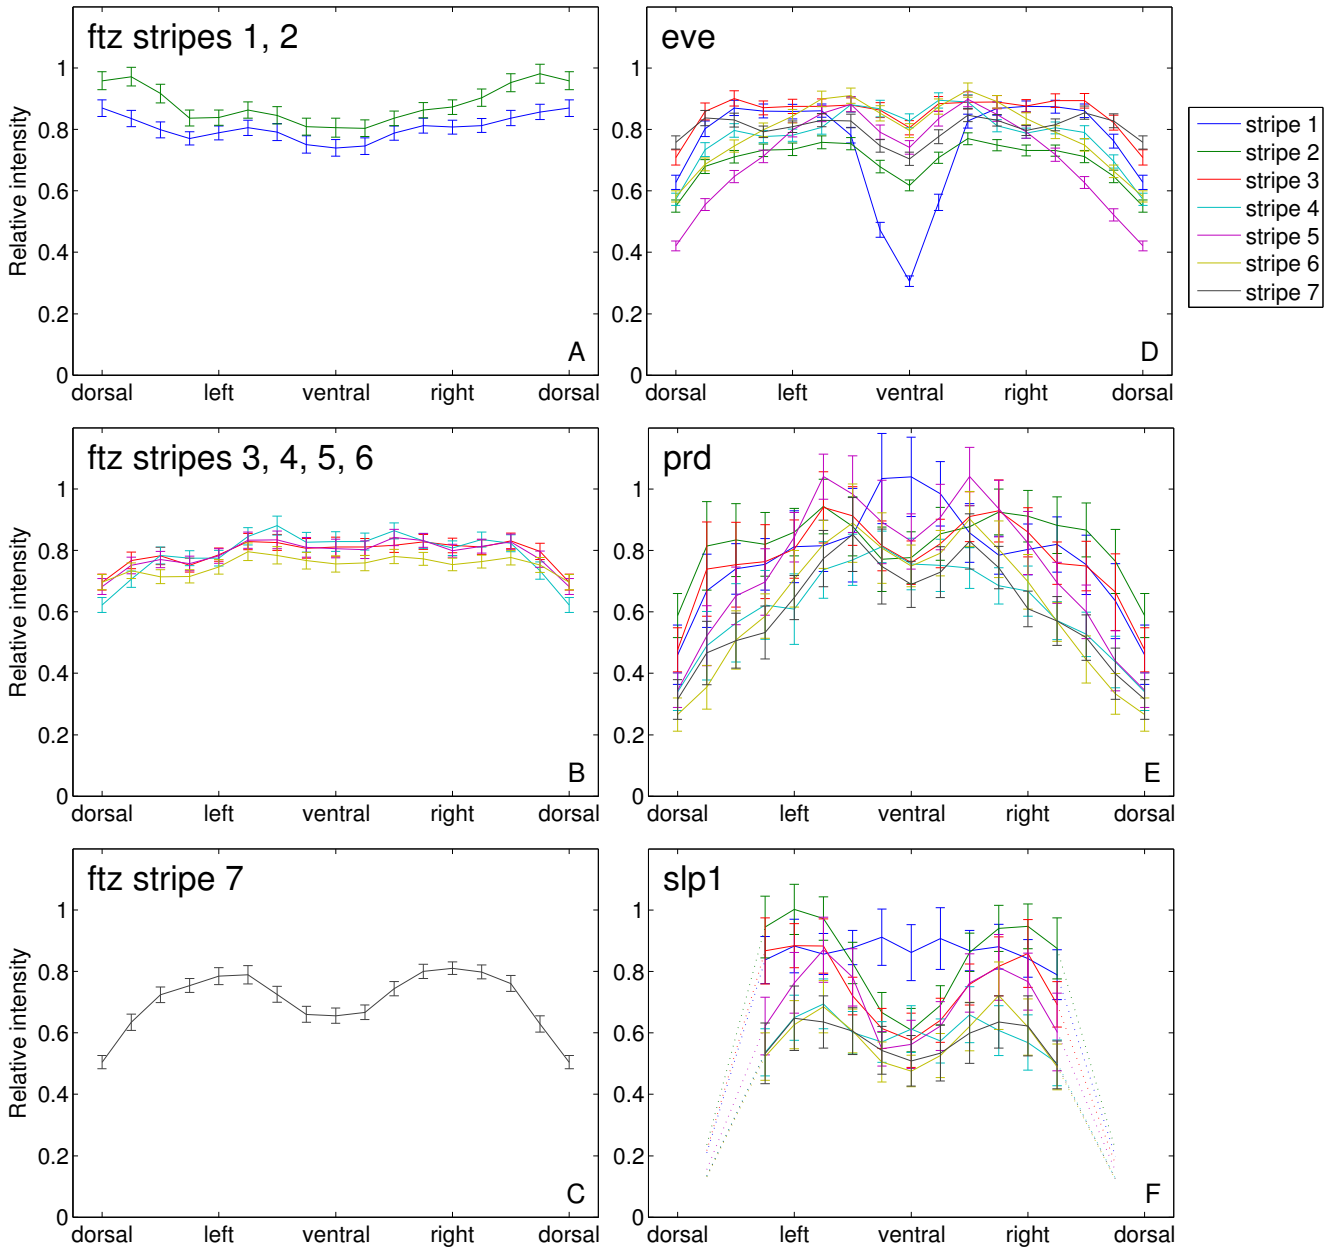 ftz stripes 1, 2
Relative intensity
1
0.8
0.6
0.4
0.2
0
A
dorsal left ventral right dorsal
eve
1
0.8
0.6
0.4
0.2
0
D
dorsal left ventral right dorsal
stripe 1
stripe 2
stripe 3
stripe 4
stripe 5
stripe 6
stripe 7
ftz stripes 3, 4, 5, 6
Relative intensity
1
0.8
0.6
0.4
0.2
0
B
dorsal left ventral right dorsal
prd
1
0.8
0.6
0.4
0.2
0
E
dorsal left ventral right dorsal
ftz stripe 7
Relative intensity
1
0.8
0.6
0.4
0.2
0
C
dorsal left ventral right dorsal
slp1
1
0.8
0.6
0.4
0.2
0
F
dorsal left ventral right dorsal